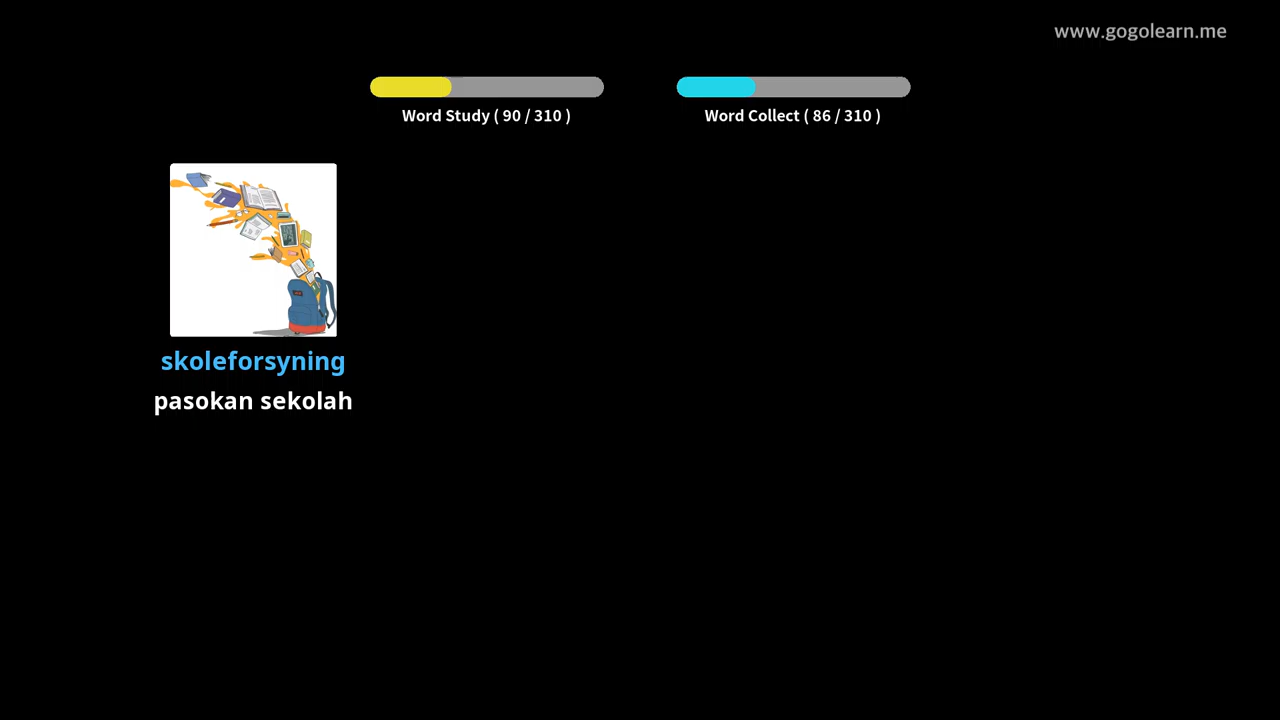 www.gogolearn.me
Word Study ( 90 / 310 )
Word Collect ( 86 / 310 )
skoleforsyning
pasokan sekolah